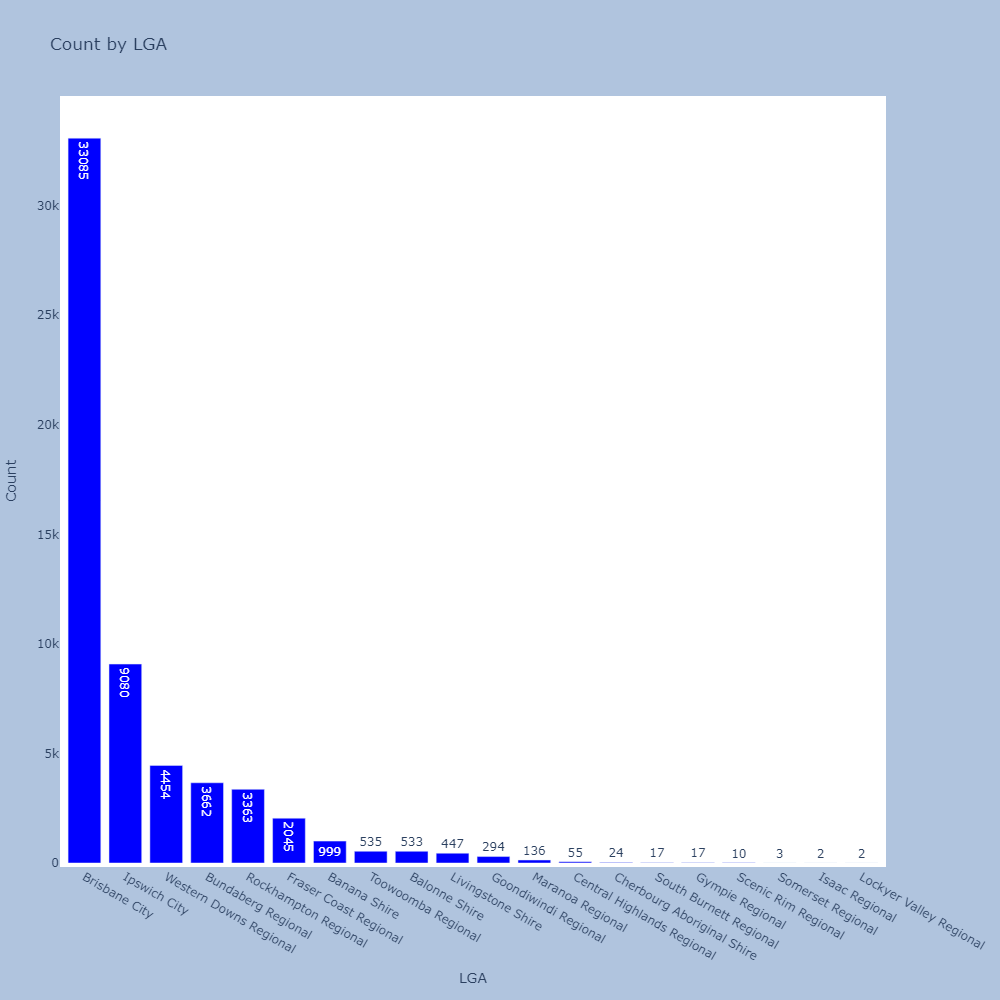 Count by LGA
33085
9080
4454
3662
3363
2045
999
535
533
447
294
136
55
24
17
17
10
3
2
2
30k
25k
20k
15k
10k
5k
0
Count
Brisbane City
Ipswich City
Western Downs Regional
Bundaberg Regional
Rockhampton Regional
Fraser Coast Regional
Banana Shire
Toowoomba Regional
Balonne Shire
Livingstone Shire
Goondiwindi Regional
Maranoa Regional
Central Highlands Regional
Cherbourg Aboriginal Shire
South Burnett Regional
Gympie Regional
Scenic Rim Regional
Somerset Regional
Isaac Regional
Lockyer Valley Regional
LGA